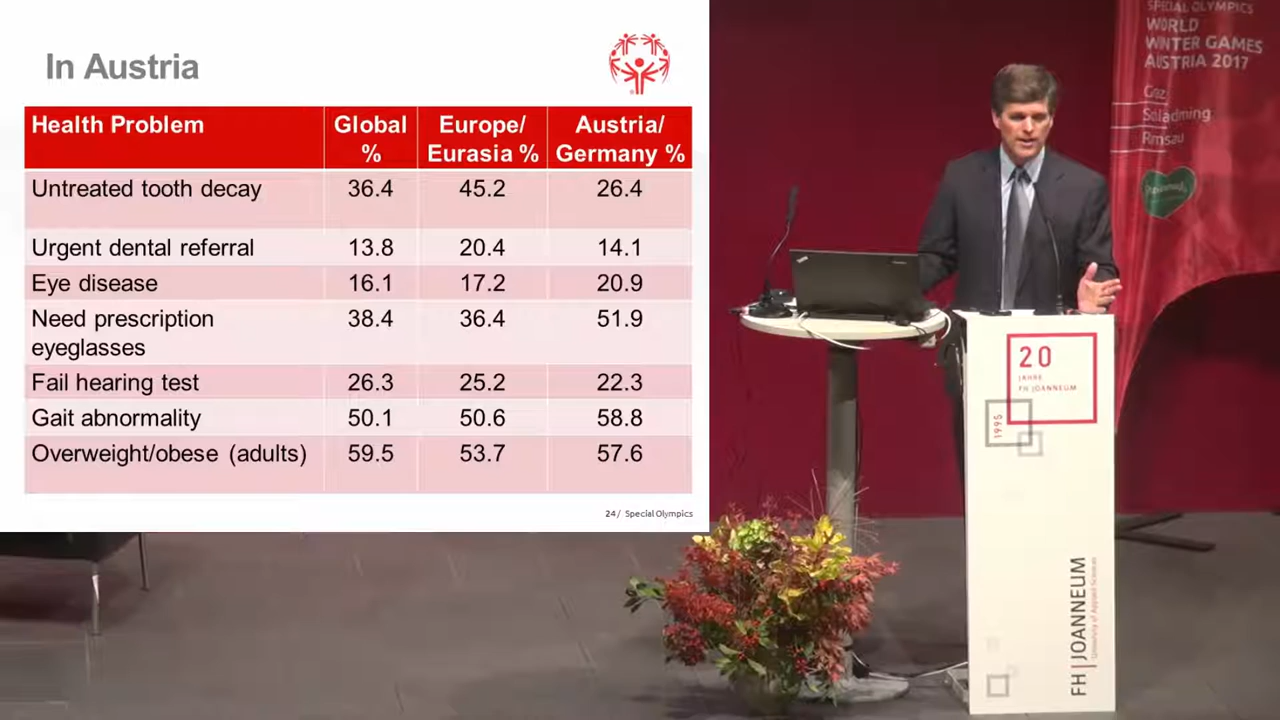 In Austria
Health Problem Global % Europe/ Eurasia % Austria/ Germany %
Untreated tooth decay 36.4 45.2 26.4
Urgent dental referral 13.8 20.4 14.1
Eye disease 16.1 17.2 20.9
Need prescription eyeglasses 38.4 36.4 51.9
Fail hearing test 26.3 25.2 22.3
Gait abnormality 50.1 50.6 58.8
Overweight/obese (adults) 59.5 53.7 57.6
24 / Special Olympics
SPECIAL OLYMPICS
WORLD
WINTER GAMES
AUSTRIA 2017
Graz
Schladming
Ramsau
20
JAHRE
FH JOANNEUM
1995
FH | JOANNEUM
University of Applied Sciences